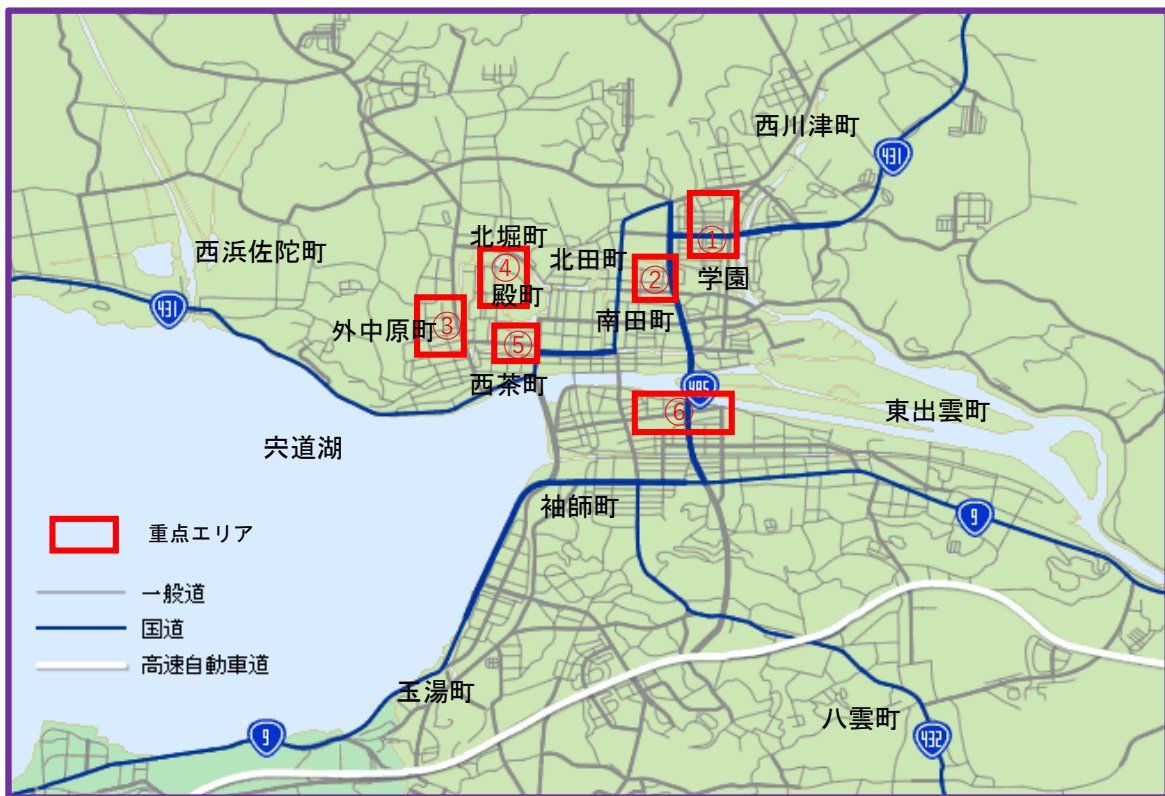 西川津町
431
北堀町
西浜佐陀町
④
北田町
②
①
学園
殿町
431
外中原町
③
南田町
⑤
西茶町
485
⑥
東出雲町
宍道湖
袖師町
9
重点エリア
一般道
国道
高速自動車道
玉湯町
八雲町
9
432